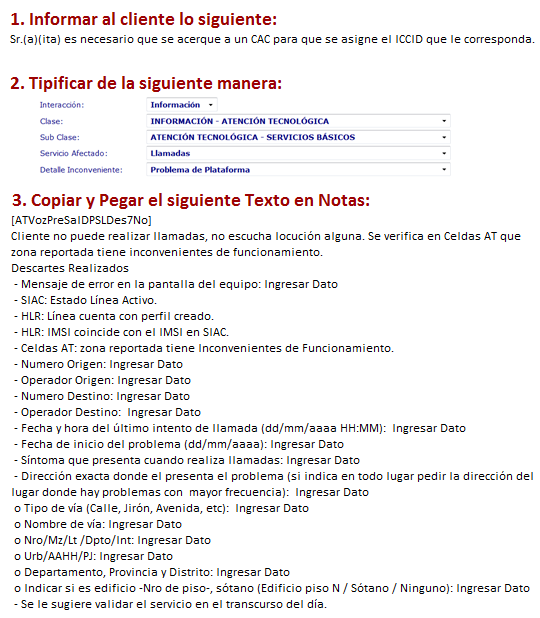 1. Informar al cliente lo siguiente:
Sr.(a)(ita) es necesario que se acerque a un CAC para que se asigne el ICCID que le corresponda.
2. Tipificar de la siguiente manera:
Interacción: Información
Clase: INFORMACIÓN - ATENCIÓN TECNOLÓGICA
Sub Clase: ATENCIÓN TECNOLÓGICA - SERVICIOS BÁSICOS
Servicio Afectado: Llamadas
Detalle Inconveniente: Problema de Plataforma
3. Copiar y Pegar el siguiente Texto en Notas:
[ATVozPreSalDPSLDes7No]
Cliente no puede realizar llamadas, no escucha locución alguna. Se verifica en Celdas AT que
zona reportada tiene inconvenientes de funcionamiento.
Descartes Realizados
- Mensaje de error en la pantalla del equipo: Ingresar Dato
- SIAC: Estado Línea Activo.
- HLR: Línea cuenta con perfil creado.
- HLR: IMSI coincide con el IMSI en SIAC.
- Celdas AT: zona reportada tiene Inconvenientes de Funcionamiento.
- Numero Origen: Ingresar Dato
- Operador Origen: Ingresar Dato
- Numero Destino: Ingresar Dato
- Operador Destino:  Ingresar Dato
- Fecha y hora del último intento de llamada (dd/mm/aaaa HH:MM):  Ingresar Dato
- Fecha de inicio del problema (dd/mm/aaaa): Ingresar Dato
- Síntoma que presenta cuando realiza llamadas: Ingresar Dato
- Dirección exacta donde el presenta el problema (si indica en todo lugar pedir la dirección del
lugar donde hay problemas con  mayor frecuencia):  Ingresar Dato
o Tipo de vía (Calle, Jirón, Avenida, etc):  Ingresar Dato
o Nombre de vía: Ingresar Dato
o Nro/Mz/Lt /Dpto/Int: Ingresar Dato
o Urb/AAHH/PJ: Ingresar Dato
o Departamento, Provincia y Distrito: Ingresar Dato
o Indicar si es edificio -Nro de piso-, sótano (Edificio piso N / Sótano / Ninguno): Ingresar Dato
- Se le sugiere validar el servicio en el transcurso del día.